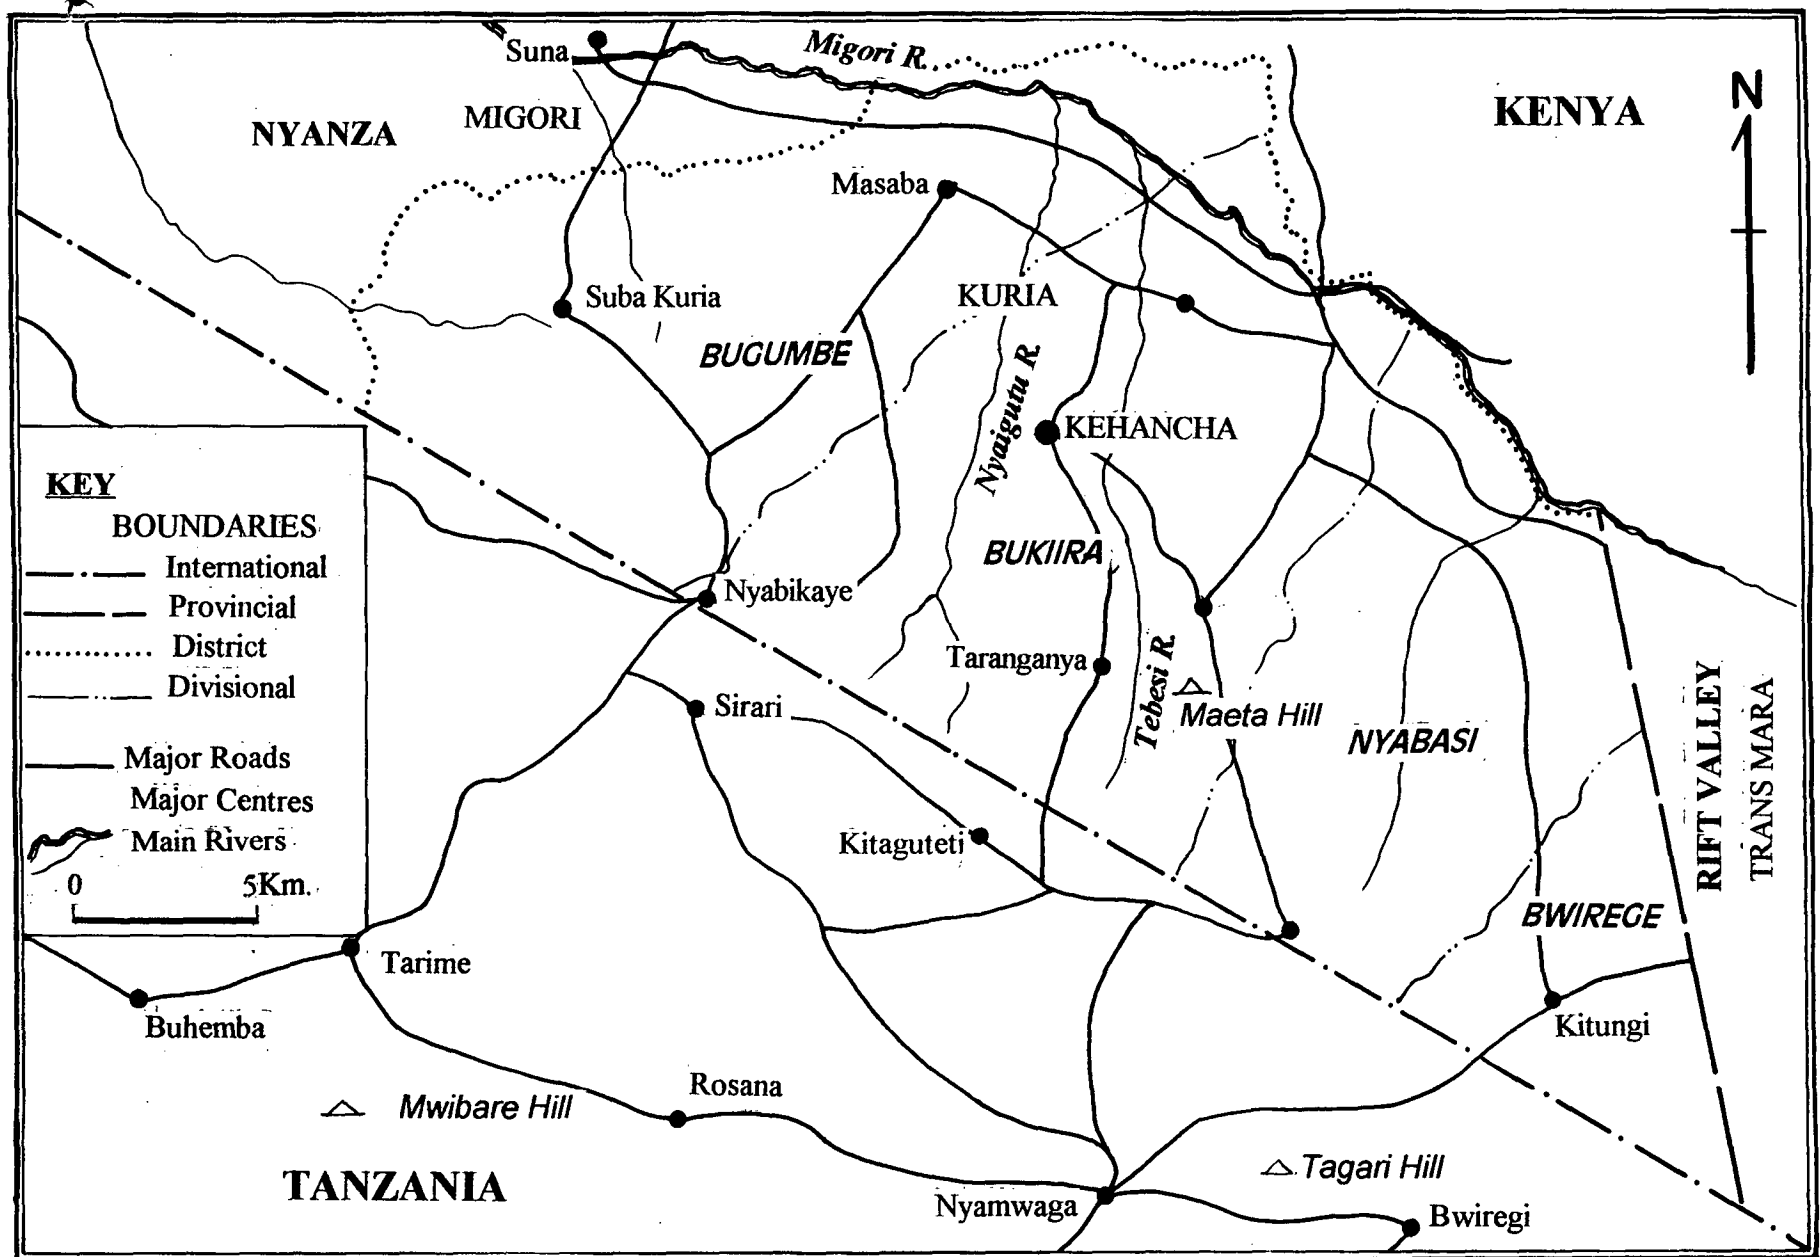 Suna
Migori R.
NYANZA
MIGORI
KENYA
N
Masaba
Suba Kuria
KURIA
BUGUMBE
Nyaigutu R.
KEHANCHA
KEY
BOUNDARIES
International
Provincial
District
Divisional
Major Roads
Major Centres
Main Rivers
0 5Km.
BUKIIRA
Nyabikaye
Taranganya
Tebesi R.
Maeta Hill
Sirari
NYABASI
RIFT VALLEY
TRANS MARA
Kitaguteti
BWIREGE
Tarime
Buhemba
Kitungi
Rosana
Mwibare Hill
TANZANIA
Tagari Hill
Nyamwaga
Bwiregi